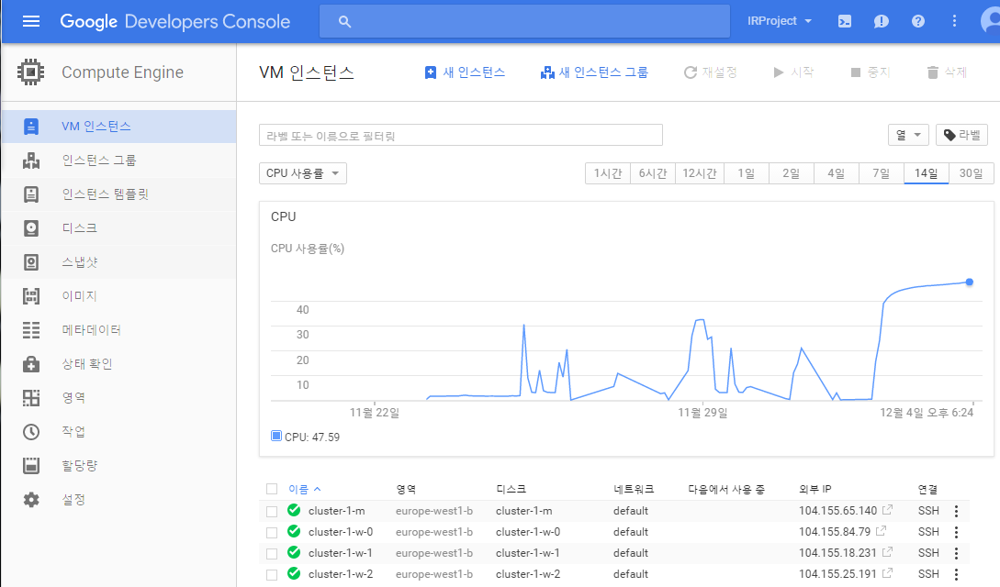 Google Developers Console
IRProject
Compute Engine
VM 인스턴스
새 인스턴스
새 인스턴스 그룹
재설정
시작
중지
삭제
VM 인스턴스
인스턴스 그룹
인스턴스 템플릿
디스크
스냅샷
이미지
메타데이터
상태 확인
영역
작업
할당량
설정
라벨 또는 이름으로 필터링
열
라벨
CPU 사용률
1시간 6시간 12시간 1일 2일 4일 7일 14일 30일
CPU
CPU 사용률(%)
40
30
20
10
11월 22일 11월 29일 12월 4일 오후 6:24
CPU: 47.59
이름 영역 디스크 네트워크 다음에서 사용 중 외부 IP 연결
cluster-1-m europe-west1-b cluster-1-m default 104.155.65.140 SSH
cluster-1-w-0 europe-west1-b cluster-1-w-0 default 104.155.84.79 SSH
cluster-1-w-1 europe-west1-b cluster-1-w-1 default 104.155.18.231 SSH
cluster-1-w-2 europe-west1-b cluster-1-w-2 default 104.155.25.191 SSH